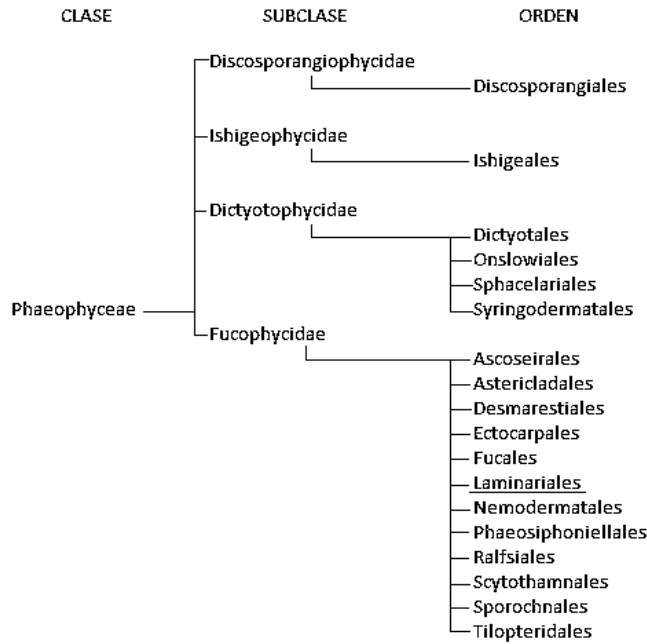 CLASE SUBCLASE ORDEN
Discosporangiophycidae
Discosporangiales
Ishigeophycidae
Ishigeales
Dictyotophycidae
Dictyotales
Onslowiales
Sphacelariales
Phaeophyceae
Syringodermatales
Fucophycidae
Ascoseirales
Astericladales
Desmarestiales
Ectocarpales
Fucales
Laminariales
Nemodermatales
Phaeosiphoniellales
Ralfsiales
Scytothamnales
Sporochnales
Tilopteridales